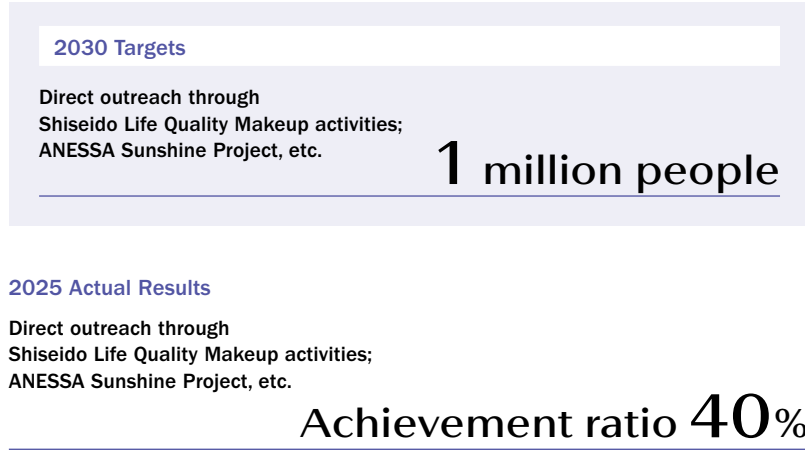 2030 Targets
Direct outreach through
Shiseido Life Quality Makeup activities;
ANESSA Sunshine Project, etc.
1 million people
2025 Actual Results
Direct outreach through
Shiseido Life Quality Makeup activities;
ANESSA Sunshine Project, etc.
Achievement ratio 40%